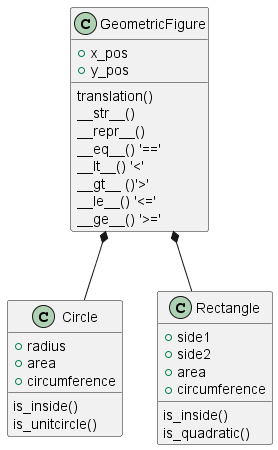 C GeometricFigure
x_pos
y_pos
translation()
__str__()
__repr__()
__eq__() '=='
__lt__() '<'
__gt__ ()'>'
__le__() '<='
__ge__() '>='
C Circle
radius
area
circumference
is_inside()
is_unitcircle()
C Rectangle
side1
side2
area
circumference
is_inside()
is_quadratic()